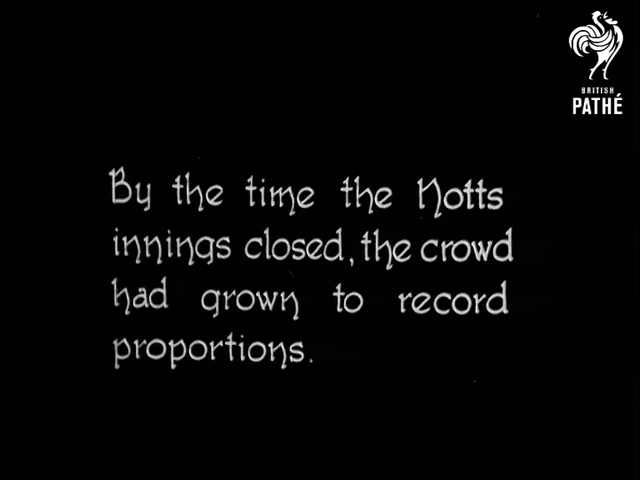 BRITISH
PATHÉ
By the time the Notts
innings closed, the crowd
had grown to record
proportions.